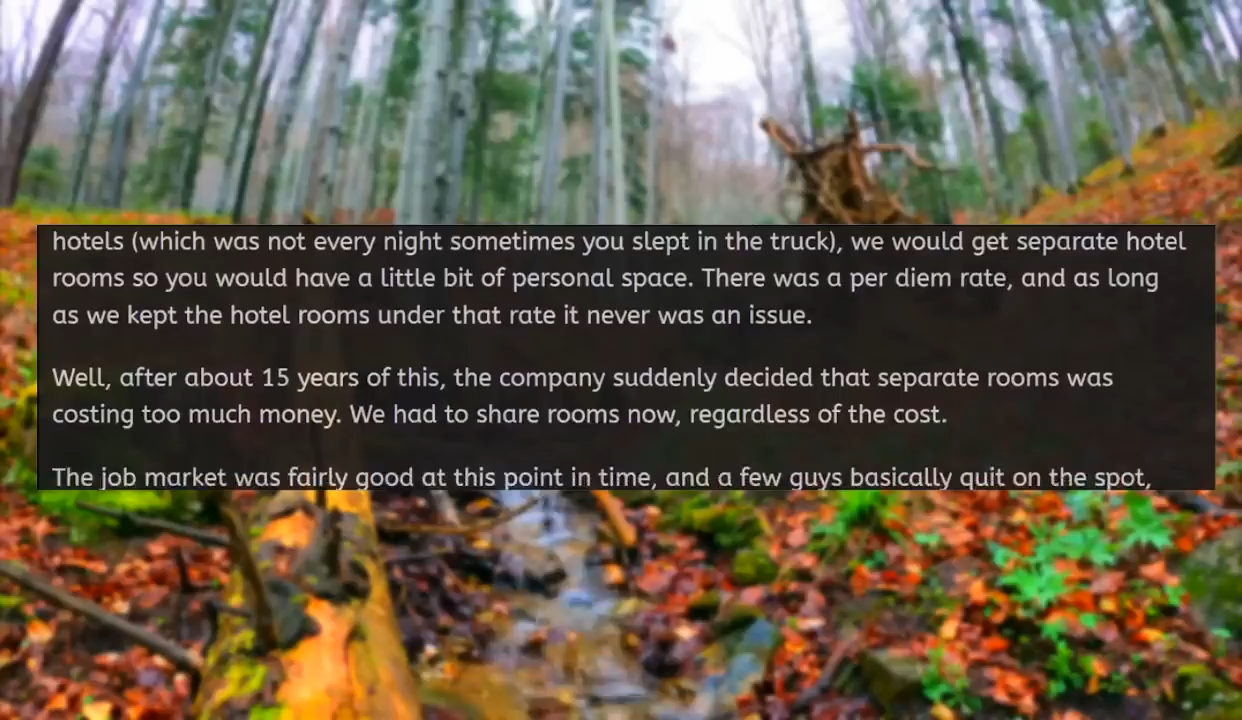 hotels (which was not every night sometimes you slept in the truck), we would get separate hotel
rooms so you would have a little bit of personal space. There was a per diem rate, and as long
as we kept the hotel rooms under that rate it never was an issue.
Well, after about 15 years of this, the company suddenly decided that separate rooms was
costing too much money. We had to share rooms now, regardless of the cost.
The job market was fairly good at this point in time, and a few guys basically quit on the spot,